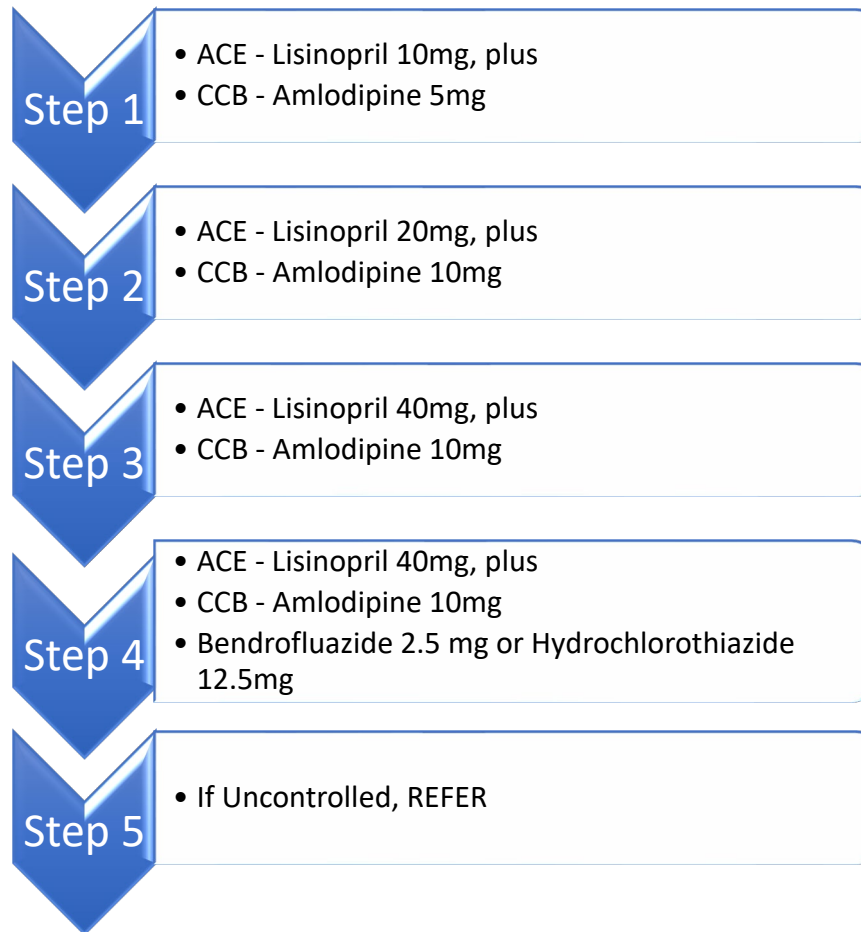 Step 1
• ACE - Lisinopril 10mg, plus
• CCB - Amlodipine 5mg
Step 2
• ACE - Lisinopril 20mg, plus
• CCB - Amlodipine 10mg
Step 3
• ACE - Lisinopril 40mg, plus
• CCB - Amlodipine 10mg
Step 4
• ACE - Lisinopril 40mg, plus
• CCB - Amlodipine 10mg
• Bendrofluazide 2.5 mg or Hydrochlorothiazide
12.5mg
Step 5
• If Uncontrolled, REFER